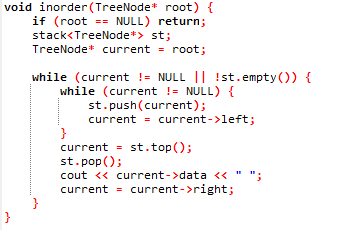 void inorder(TreeNode* root) {
    if (root == NULL) return;
    stack<TreeNode*> st;
    TreeNode* current = root;

    while (current != NULL || !st.empty()) {
        while (current != NULL) {
            st.push(current);
            current = current->left;
        }
        current = st.top();
        st.pop();
        cout << current->data << " ";
        current = current->right;
    }
}